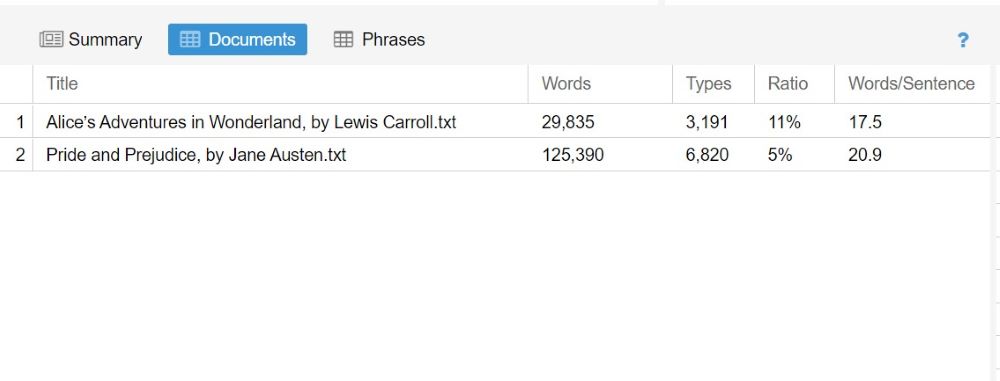 Summary Documents Phrases ?
Title Words Types Ratio Words/Sentence
1 Alice’s Adventures in Wonderland, by Lewis Carroll.txt 29,835 3,191 11% 17.5
2 Pride and Prejudice, by Jane Austen.txt 125,390 6,820 5% 20.9